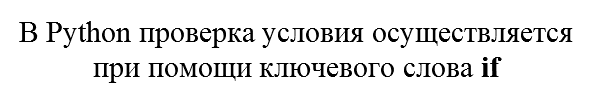 В Python проверка условия осуществляется
при помощи ключевого слова if